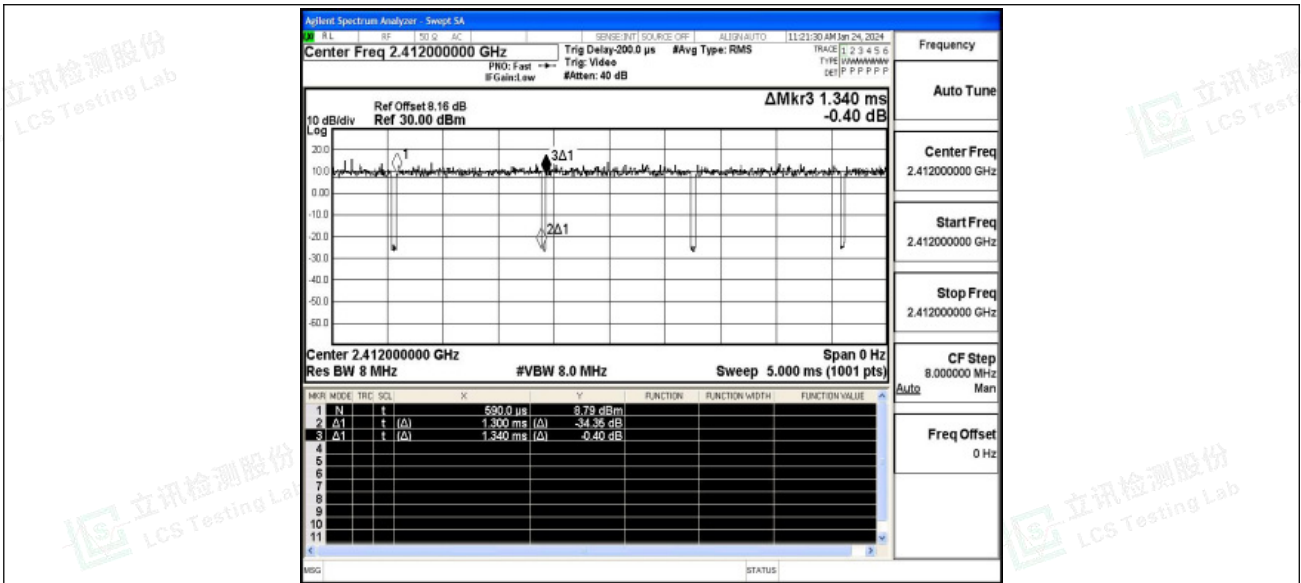 Agilent Spectrum Analyzer - Swept SA
RL RF 50 Ω AC SENSE:INT SOURCE OFF ALIGN AUTO 11:21:30 AM Jan 24, 2024
Center Freq 2.412000000 GHz
PNO: Fast
IFGain:Low
Trig Delay-200.0 µs
Trig: Video
#Atten: 40 dB
#Avg Type: RMS
TRACE 1 2 3 4 5 6
TYPE
DET P P P P P P
Ref Offset 8.16 dB
10 dB/div Ref 30.00 dBm
Log
ΔMkr3 1.340 ms
-0.40 dB
20.0
10.0
0.00
-10.0
-20.0
-30.0
-40.0
-50.0
-60.0
1
3Δ1
2Δ1
Center 2.412000000 GHz Span 0 Hz
Res BW 8 MHz #VBW 8.0 MHz Sweep 5.000 ms (1001 pts)
MKR MODE TRC SCL X Y FUNCTION FUNCTION WIDTH FUNCTION VALUE
1 N t 590.0 µs 8.79 dBm
2 Δ1 t (Δ) 1.300 ms (Δ) -34.36 dB
3 Δ1 t (Δ) 1.340 ms (Δ) -0.40 dB
4
5
6
7
8
9
10
11
MSG STATUS
Frequency
Auto Tune
Center Freq
2.412000000 GHz
Start Freq
2.412000000 GHz
Stop Freq
2.412000000 GHz
CF Step
8.000000 MHz
Auto Man
Freq Offset
0 Hz
立讯检测股份
LCS Testing Lab
立讯检测
LCS Test
立讯检测股份
LCS Testing Lab
立讯检测股份
LCS Testing Lab